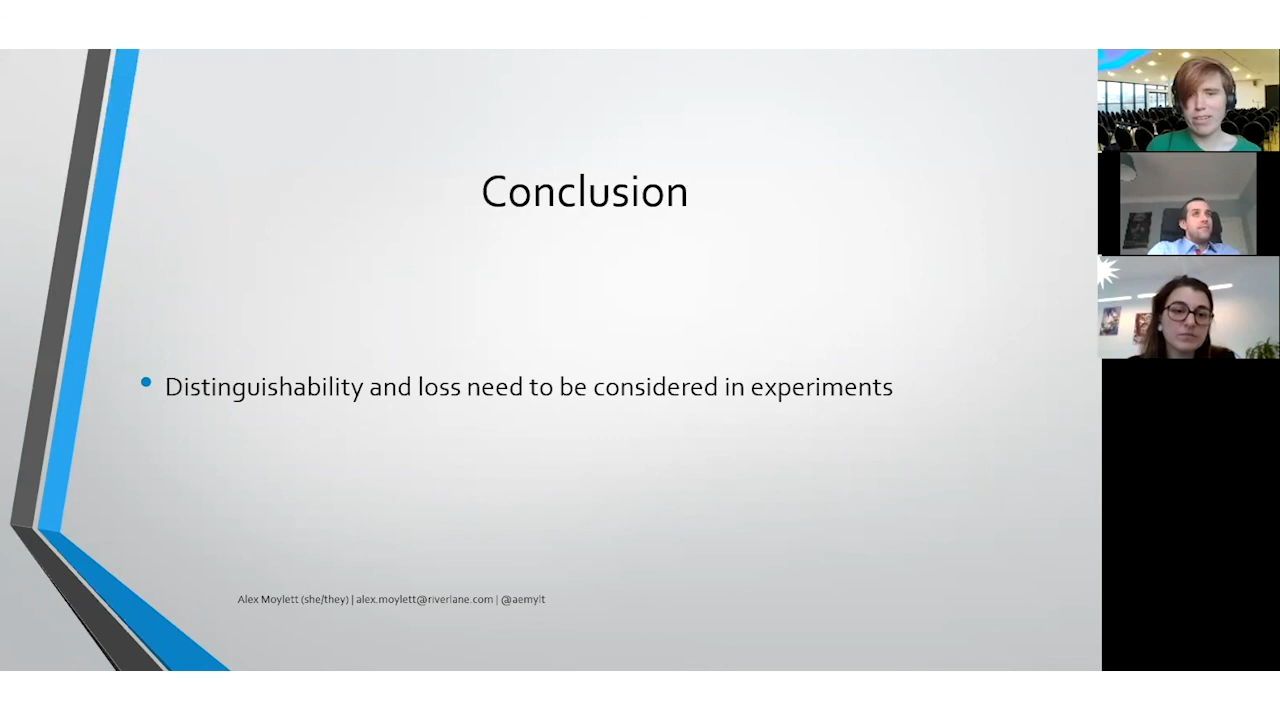 Conclusion
• Distinguishability and loss need to be considered in experiments
Alex Moylett (she/they) | alex.moylett@riverlane.com | @aemylt